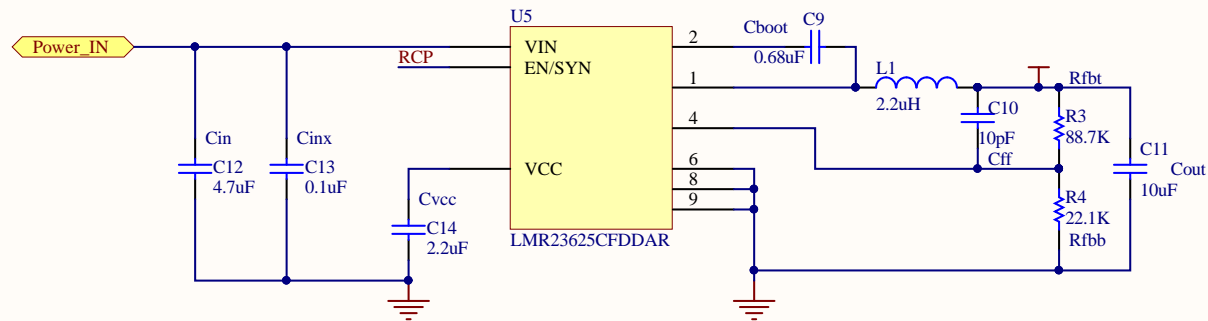 U5
Cboot
C9
0.68uF
Power_IN
VIN
EN/SYN
RCP
2
1
4
6
8
9
L1
2.2uH
Rfbt
C10
10pF
Cff
R3
88.7K
C11
Cout
10uF
R4
22.1K
Rfbb
Cin
C12
4.7uF
Cinx
C13
0.1uF
VCC
Cvcc
C14
2.2uF
LMR23625CFDDAR